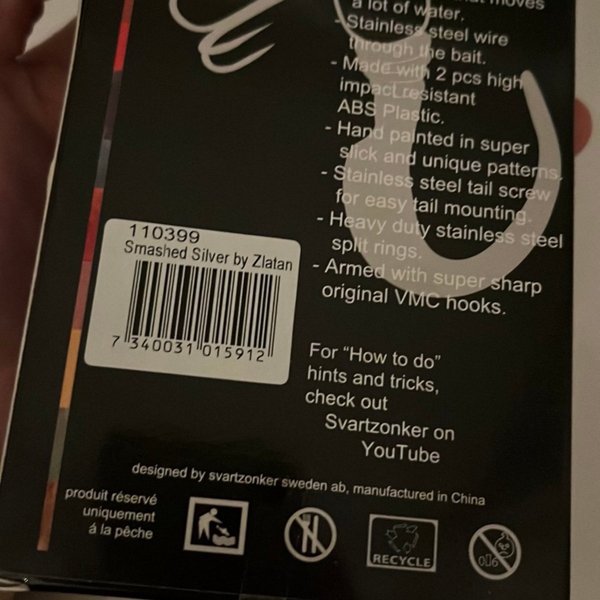 a lot of water.
- Stainless steel wire
through the bait.
- Made with 2 pcs high
impact resistant
ABS Plastic.
- Hand painted in super
slick and unique patterns.
- Stainless steel tail screw
for easy tail mounting.
- Heavy duty stainless steel
split rings.
- Armed with super sharp
original VMC hooks.
110399
Smashed Silver by Zlatan
7 340031 015912
For "How to do"
hints and tricks,
check out
Svartzonker on
YouTube
designed by svartzonker sweden ab, manufactured in China
produit réservé
uniquement
á la pêche
RECYCLE